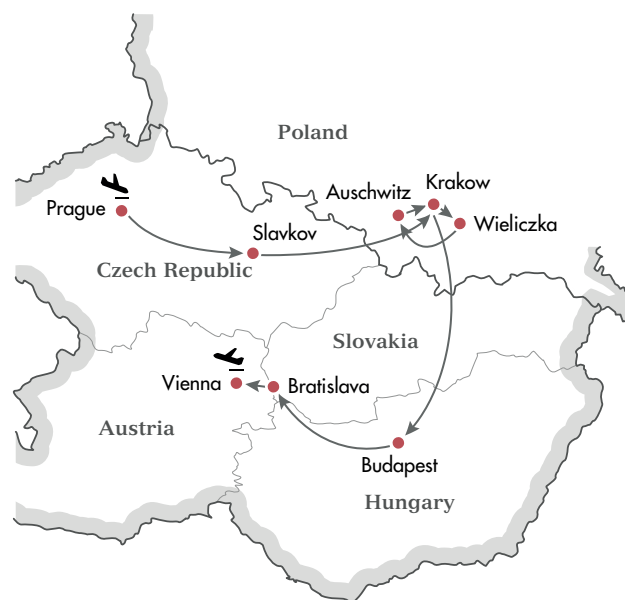 Poland
Auschwitz
Krakow
Prague
Slavkov
Wieliczka
Czech Republic
Slovakia
Vienna
Bratislava
Austria
Budapest
Hungary